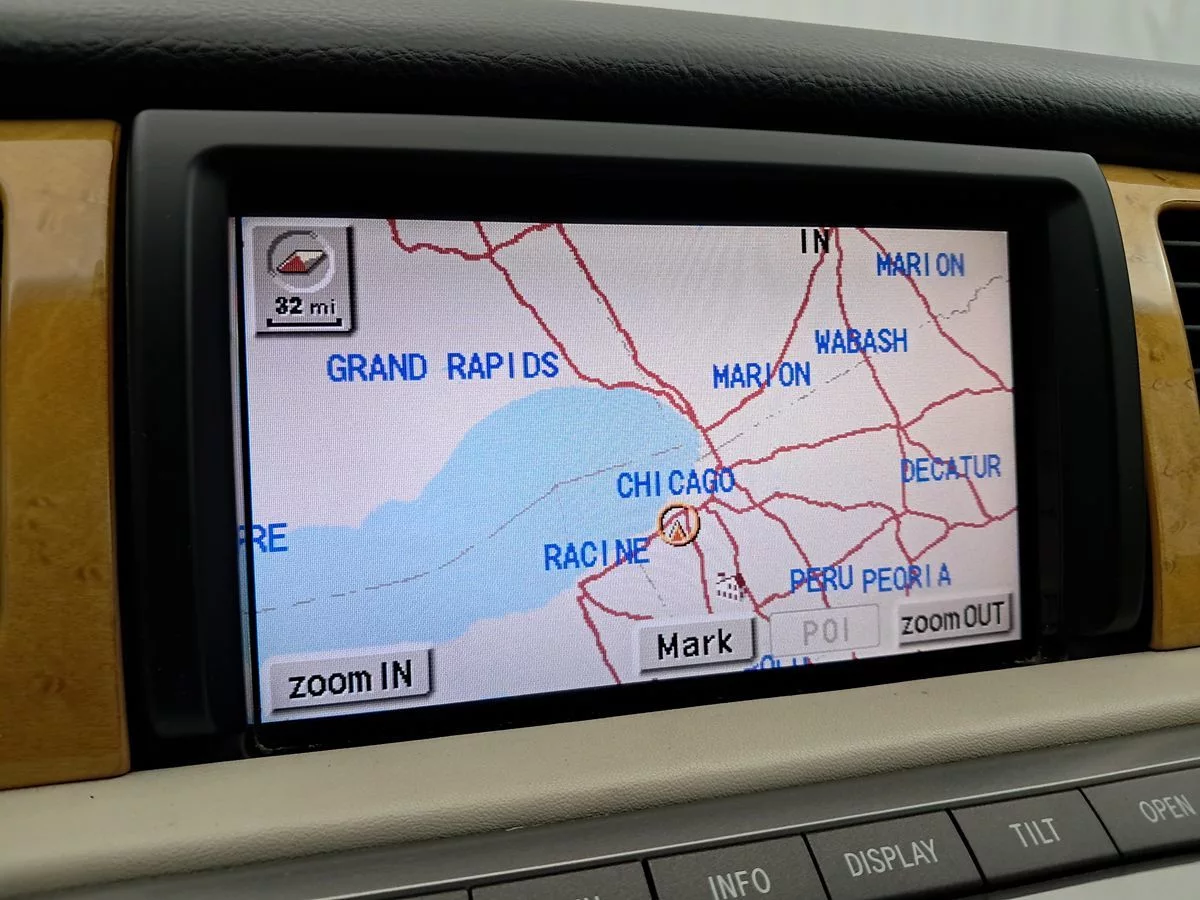 IN
MARION
32 mi
WABASH
GRAND RAPIDS
MARION
DECATUR
CHICAGO
RE
RACINE
PERU
PEORIA
zoom IN
Mark
POI
zoom OUT
INFO
DISPLAY
TILT
OPEN